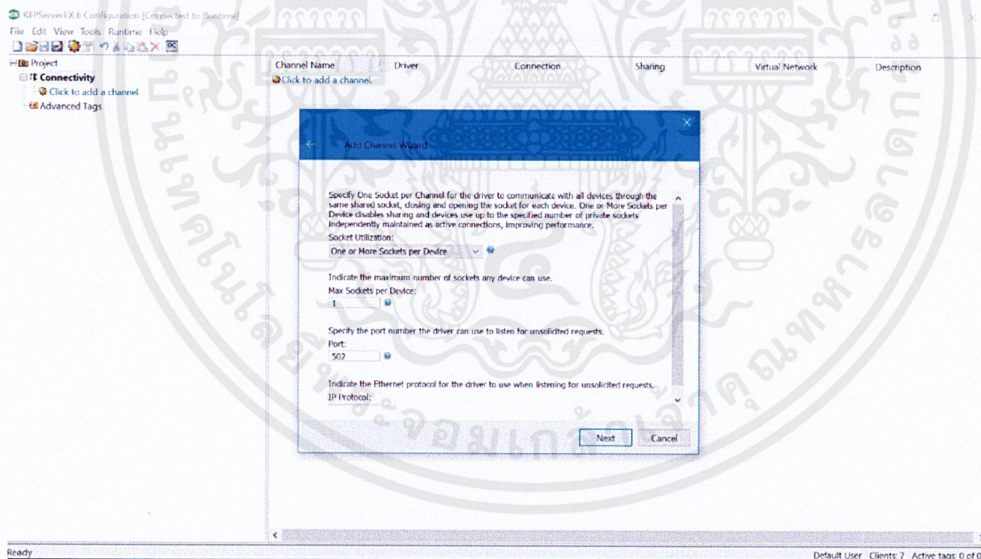 KEPServerEX 6 Configuration [Connected to Runtime]
File Edit View Tools Runtime Help
Project
Connectivity
Click to add a channel
Advanced Tags
Channel Name Driver Connection Sharing Virtual Network Description
Click to add a channel.
Add Channel Wizard
Specify One Socket per Channel for the driver to communicate with all devices through the
same shared socket, closing and opening the socket for each device. One or More Sockets per
Device disables sharing and devices use up to the specified number of private sockets
independently maintained as active connections, improving performance.
Socket Utilization:
One or More Sockets per Device
Indicate the maximum number of sockets any device can use.
Max Sockets per Device:
1
Specify the port number the driver can use to listen for unsolicited requests.
Port:
502
Indicate the Ethernet protocol for the driver to use when listening for unsolicited requests.
IP Protocol:
Next Cancel
Ready
Default User Clients: 7 Active tags: 0 of 0